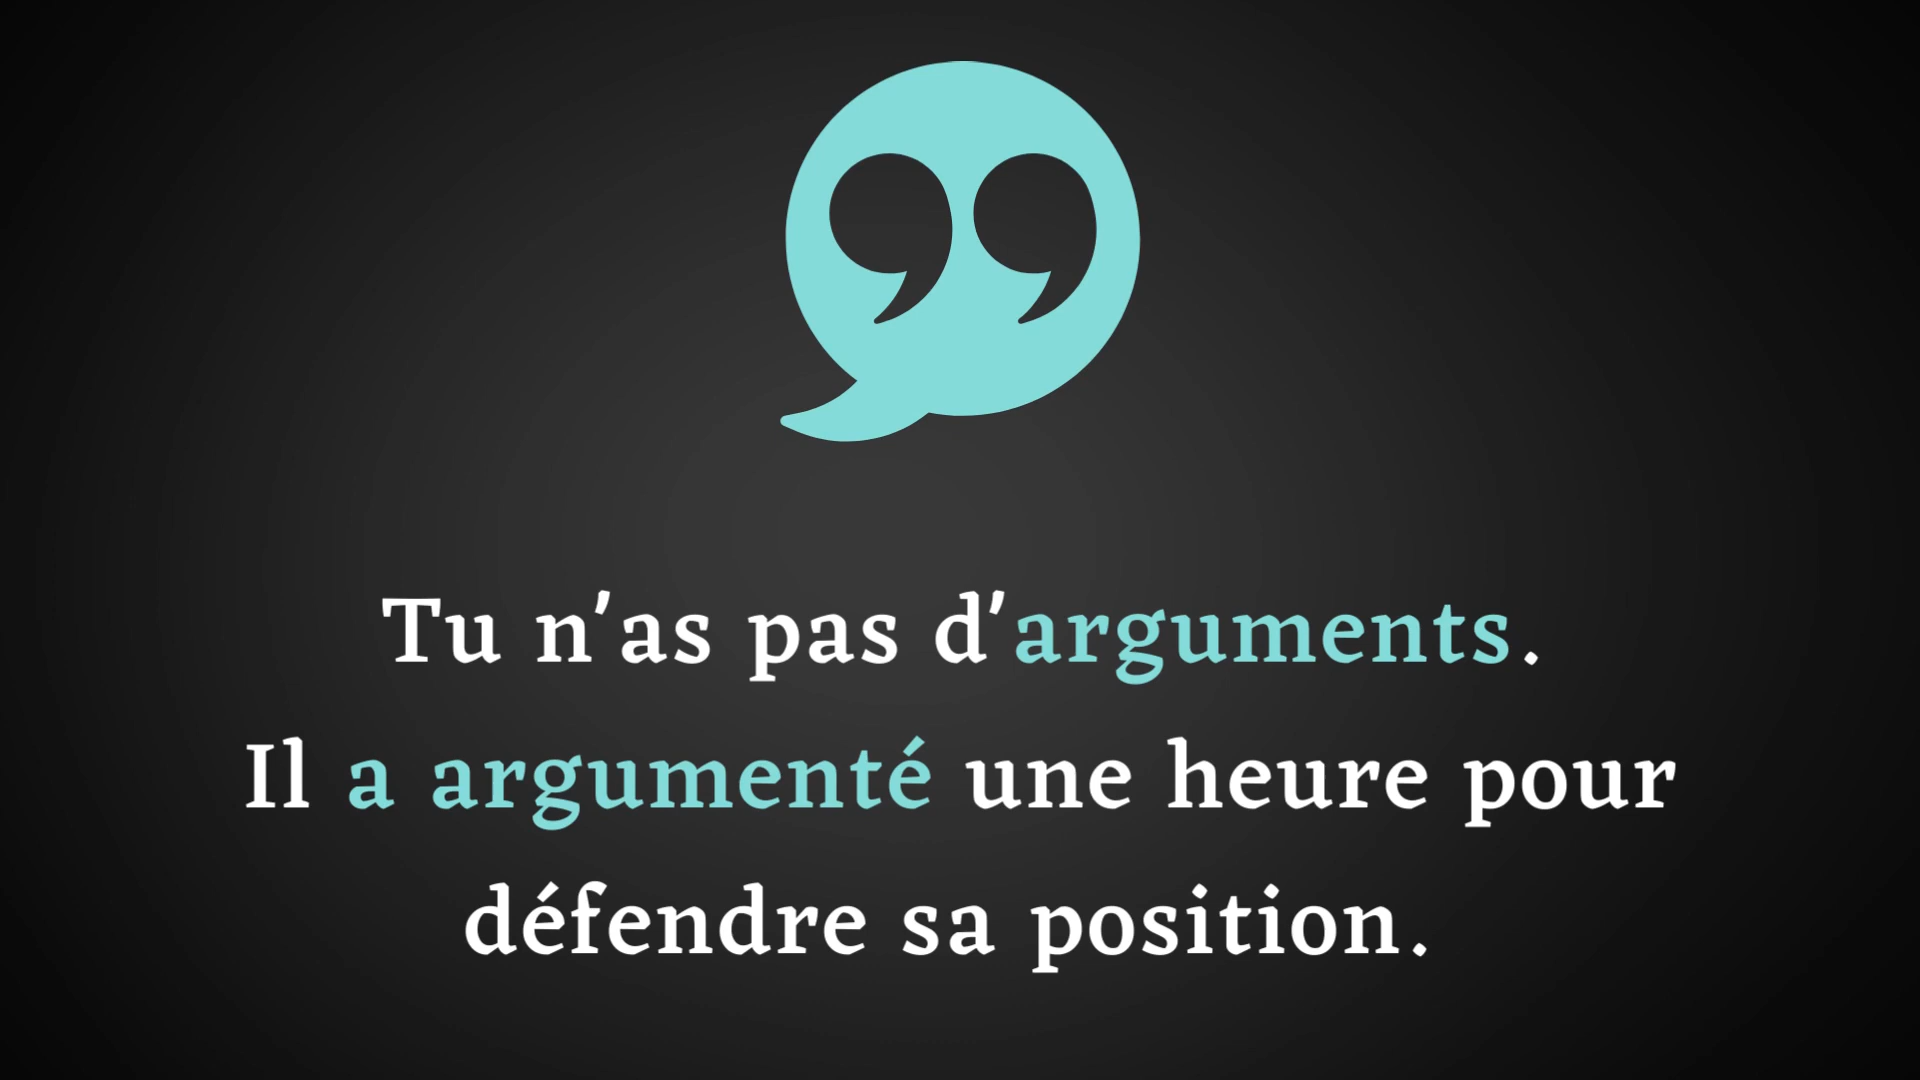 Tu n'as pas d'arguments.
Il a argumenté une heure pour
défendre sa position.